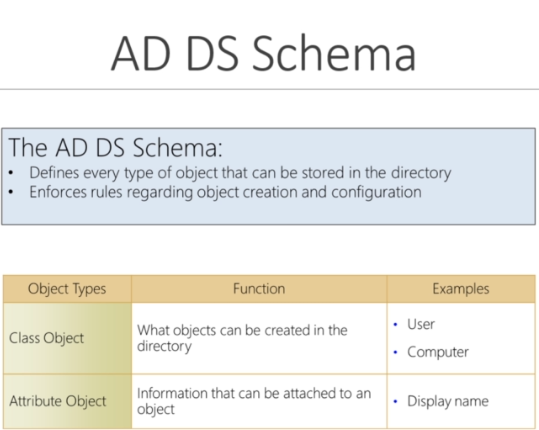 AD DS Schema
The AD DS Schema:
• Defines every type of object that can be stored in the directory
• Enforces rules regarding object creation and configuration
Object Types Function Examples
Class Object
What objects can be created in the
directory
• User
• Computer
Attribute Object
Information that can be attached to an
object
• Display name